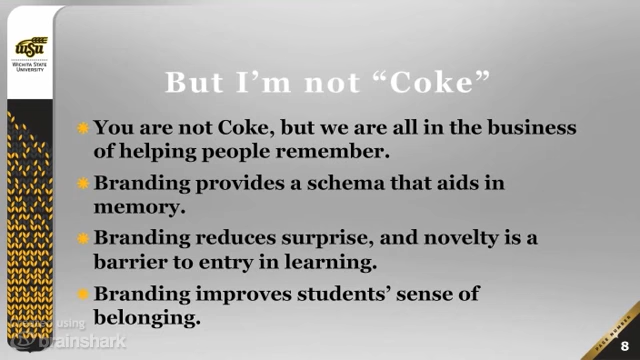 WSU
WICHITA STATE
UNIVERSITY
But I’m not “Coke”
You are not Coke, but we are all in the business
of helping people remember.
Branding provides a schema that aids in
memory.
Branding reduces surprise, and novelty is a
barrier to entry in learning.
Branding improves students’ sense of
belonging.
using
brainshark
PAGE NUMBER
8